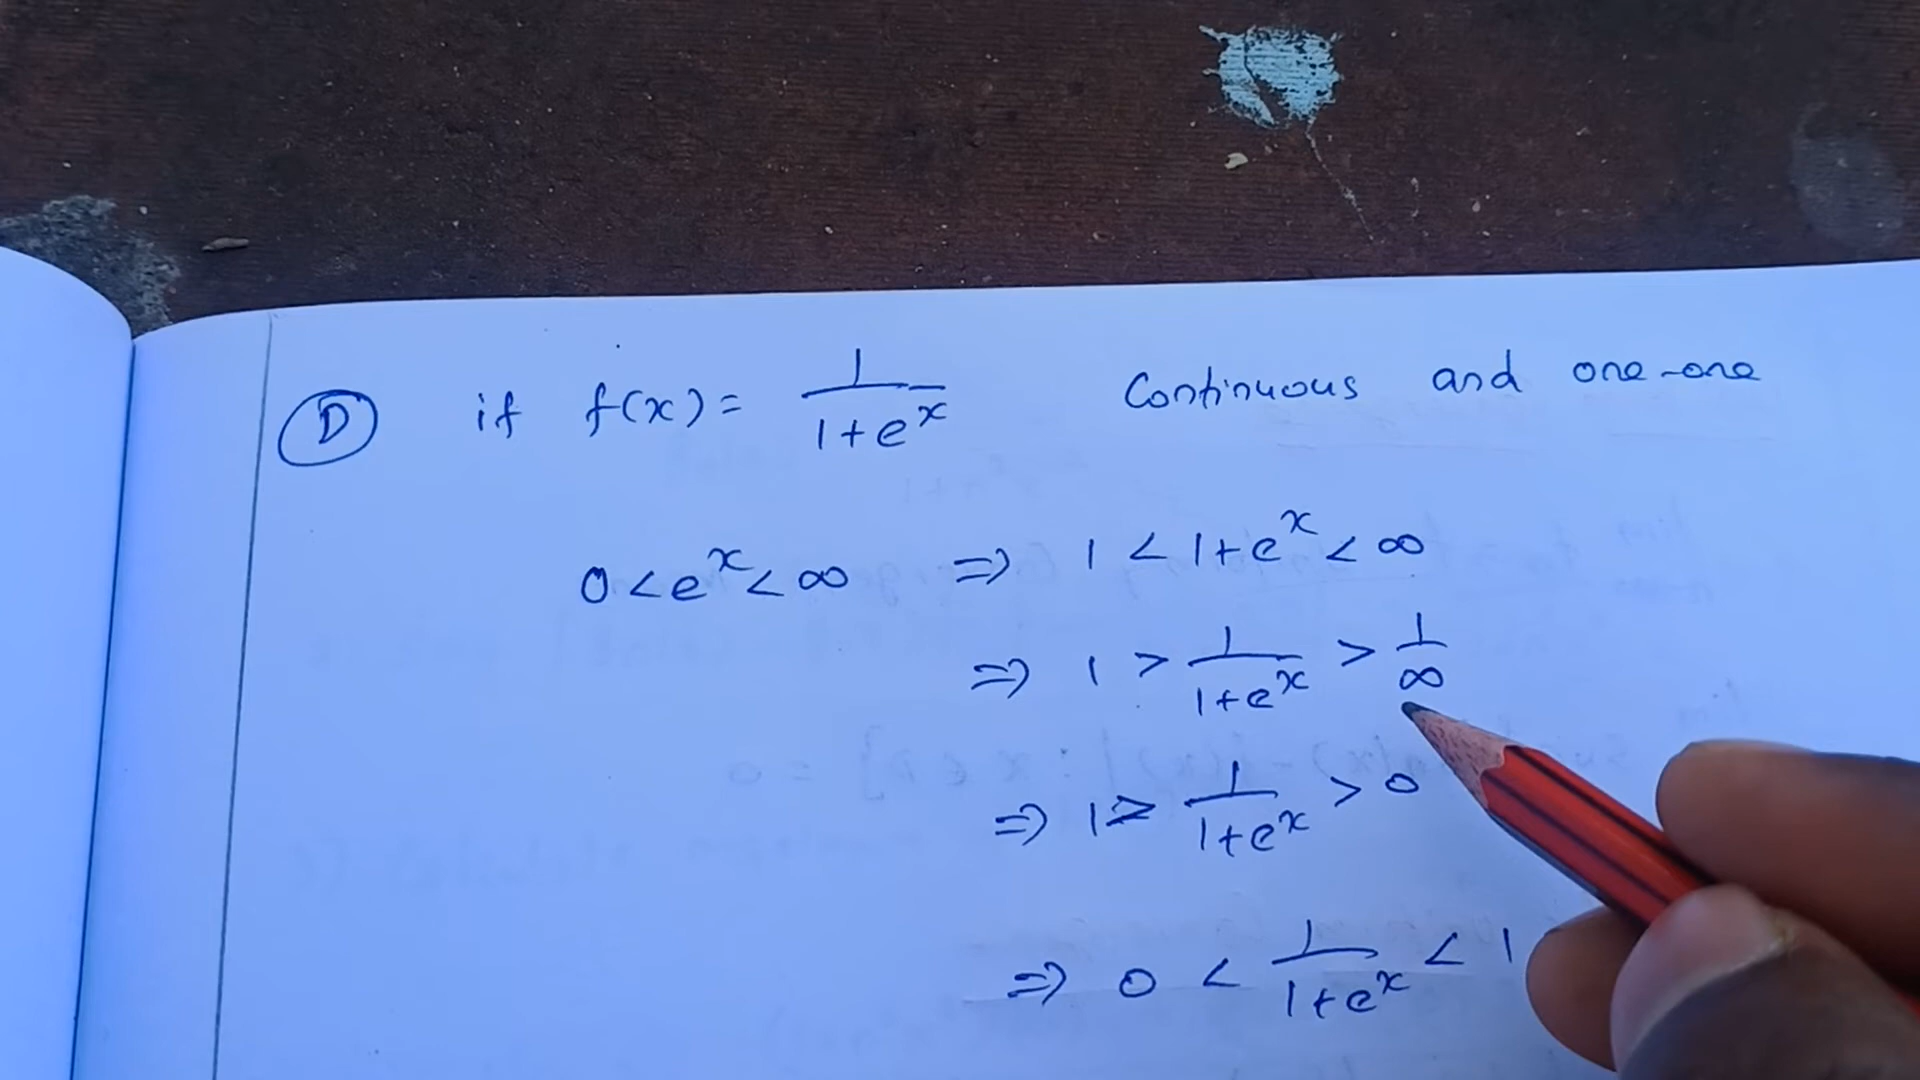 D if f(x) = 1/(1+e^x) Continuous and one-one
0 < e^x < ∞ ⇒ 1 < 1+e^x < ∞
⇒ 1 > 1/(1+e^x) > 1/∞
⇒ 1 > 1/(1+e^x) > 0
⇒ 0 < 1/(1+e^x) < 1